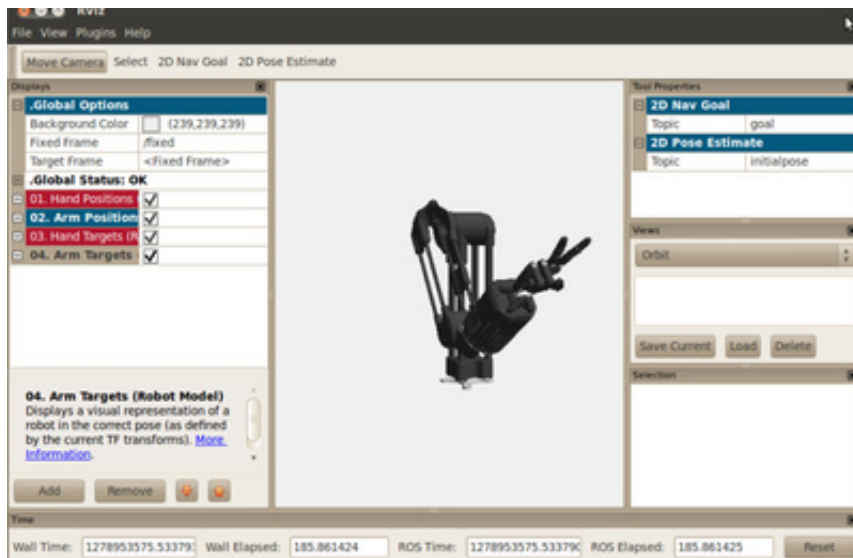 RViz
File View Plugins Help
Move Camera Select 2D Nav Goal 2D Pose Estimate
Displays
.Global Options
Background Color (239,239,239)
Fixed Frame /fixed
Target Frame <Fixed Frame>
.Global Status: OK
01. Hand Positions
02. Arm Position
03. Hand Targets (R
04. Arm Targets
04. Arm Targets (Robot Model)
Displays a visual representation of a
robot in the correct pose (as defined
by the current TF transforms). More
Information.
Add Remove
Tool Properties
2D Nav Goal
Topic goal
2D Pose Estimate
Topic initialpose
Views
Orbit
Save Current Load Delete
Selection
Time
Wall Time: 1278953575.53379 Wall Elapsed: 185.861424 ROS Time: 1278953575.53379 ROS Elapsed: 185.861425 Reset